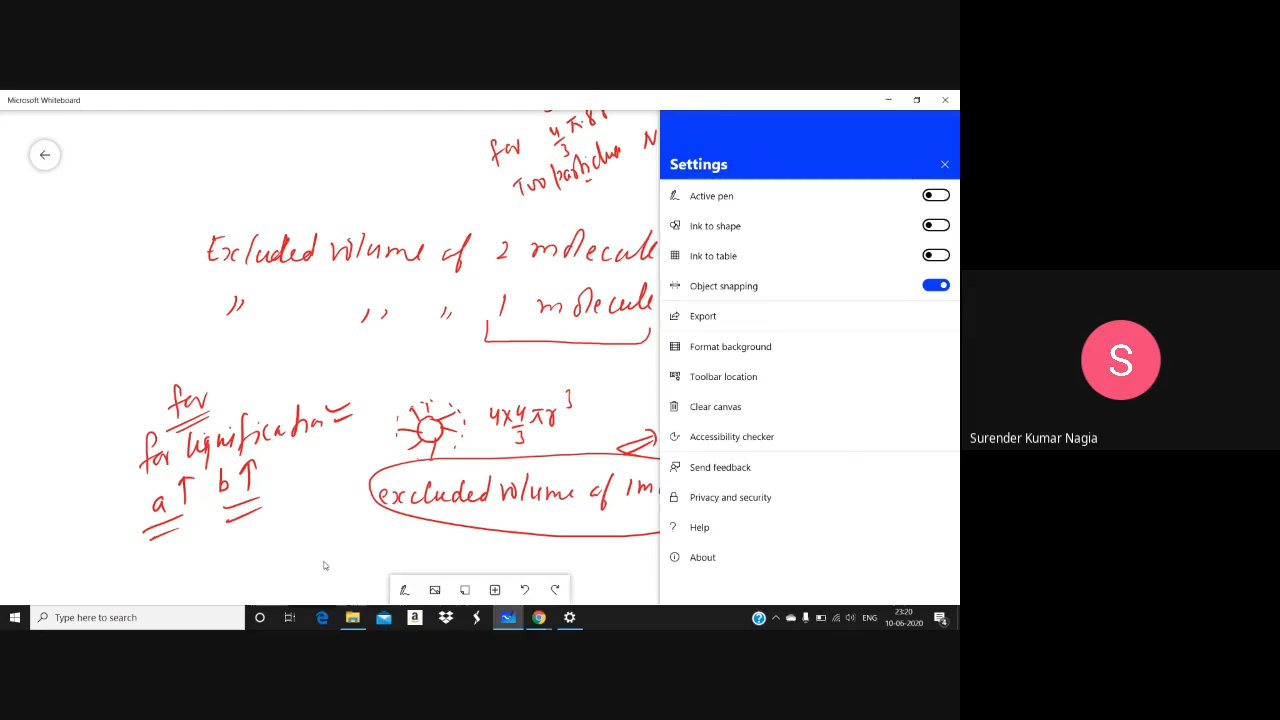 Microsoft Whiteboard
for 4/3 π.8r
Two particles N
Excluded volume of 2 molecule
" " " 1 molecule
for
for liqnification
a↑ b↑
4×4/3 πr³
excluded volume of 1m
Settings
Active pen
Ink to shape
Ink to table
Object snapping
Export
Format background
Toolbar location
Clear canvas
Accessibility checker
Send feedback
Privacy and security
Help
About
S
Surender Kumar Nagia
Type here to search
ENG
23:20
10-06-2020
4